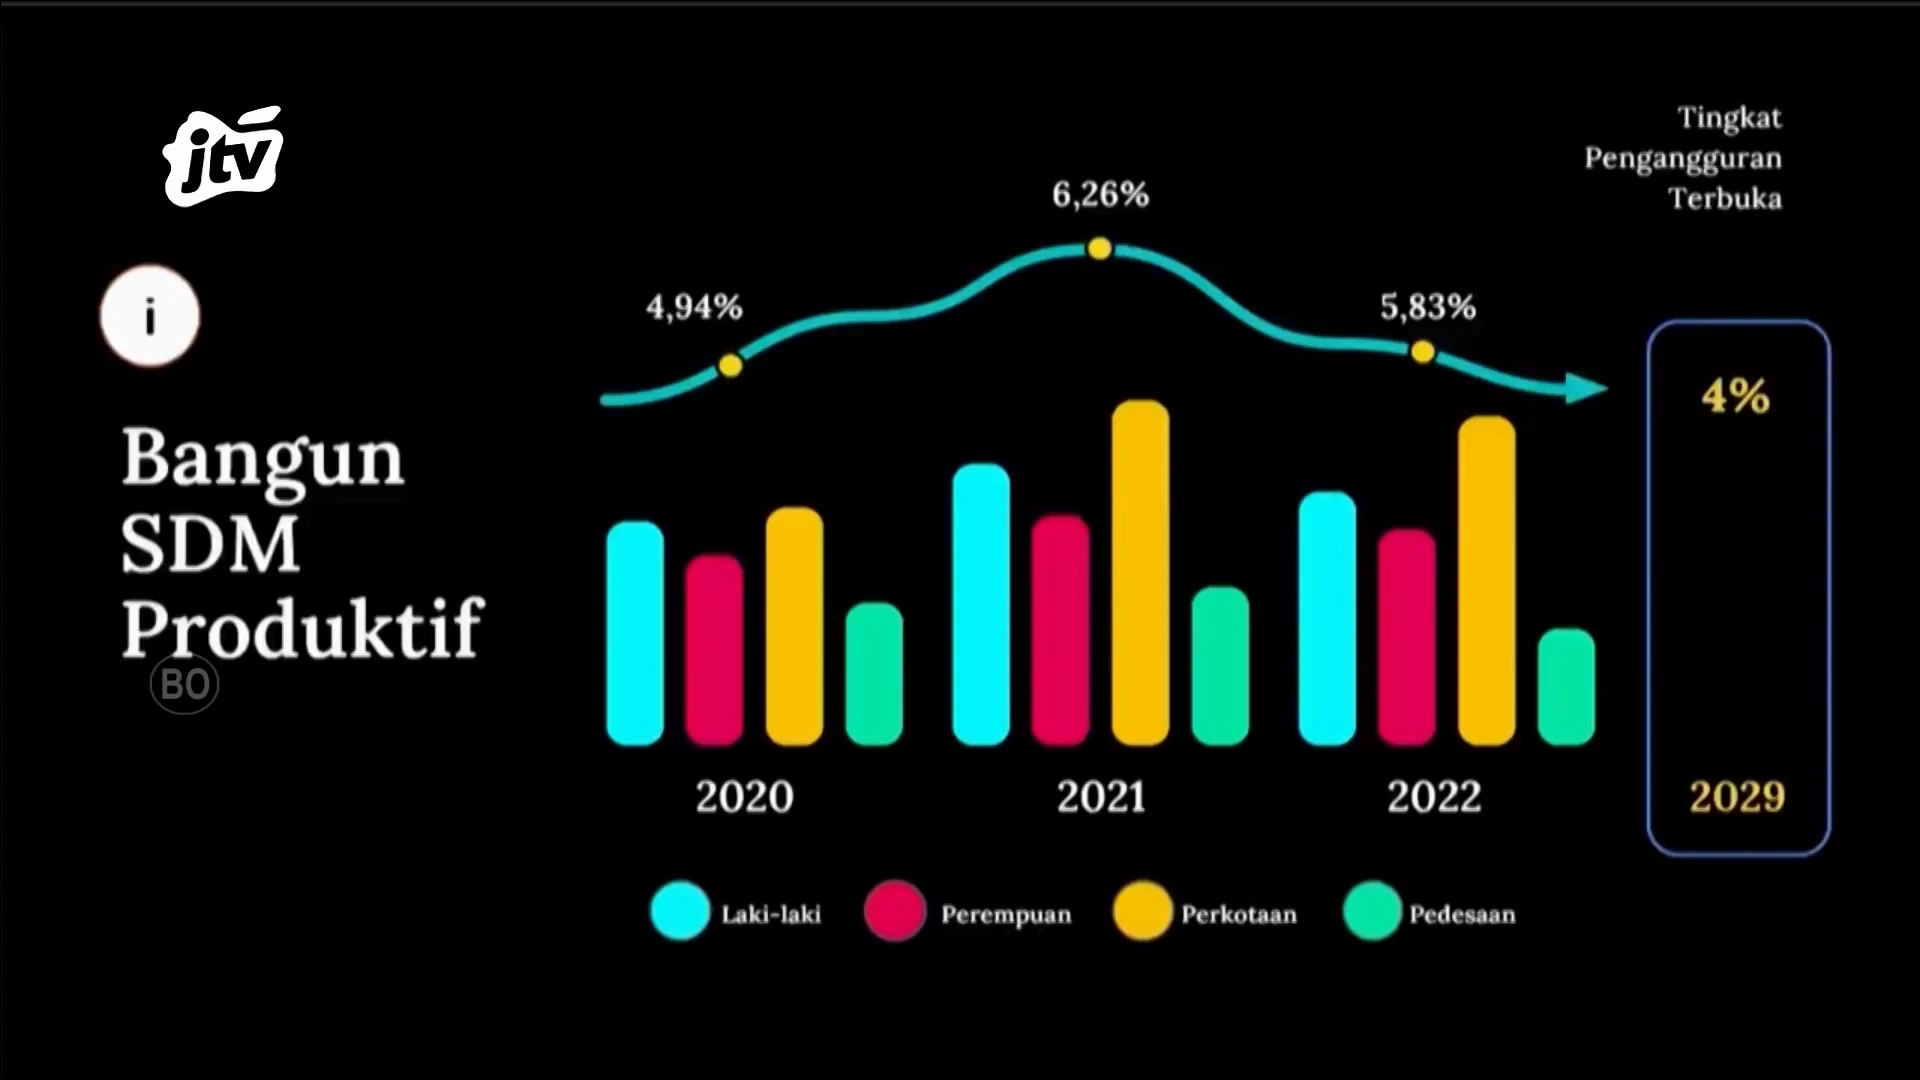 jtv
Tingkat
Pengangguran
Terbuka
6,26%
4,94%
5,83%
i
4%
Bangun
SDM
Produktif
BO
2020
2021
2022
2029
Laki-laki
Perempuan
Perkotaan
Pedesaan